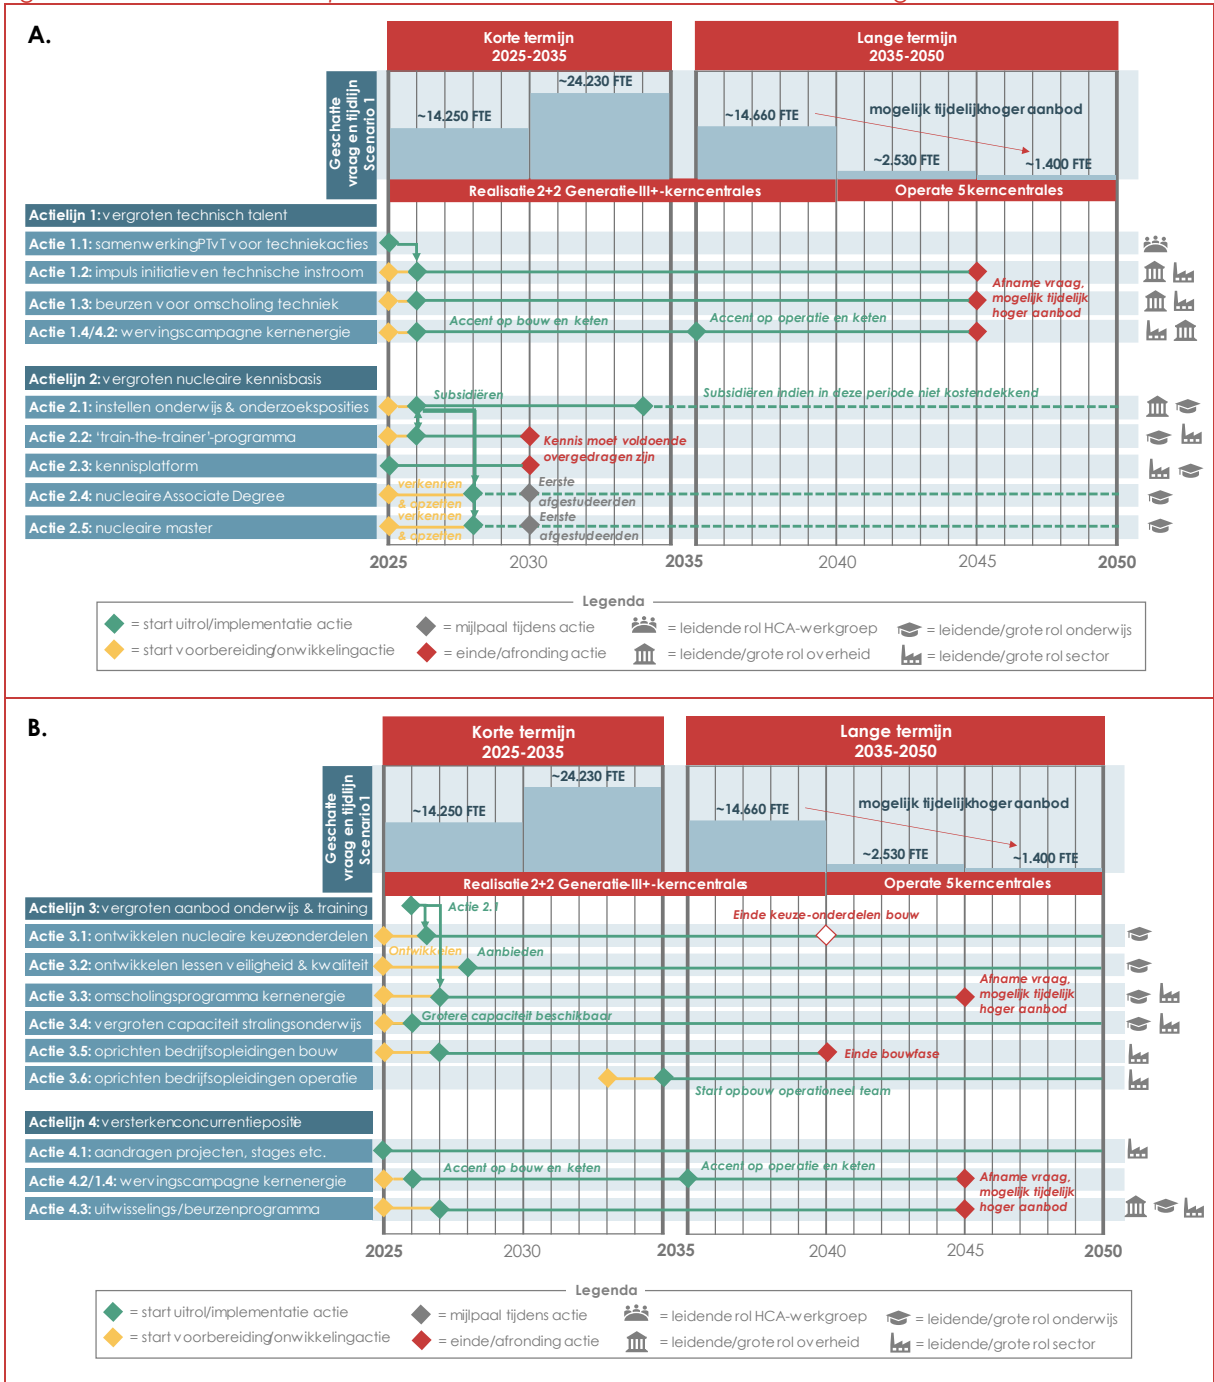 A.
Korte termijn
2025-2035
Lange termijn
2035-2050
Geschatte
vraag en tijdlijn
Scenario 1
~14.250 FTE
~24.230 FTE
~14.660 FTE
mogelijk tijdelijk hoger aanbod
~2.530 FTE
~1.400 FTE
Realisatie 2+2 Generatie-III+-kerncentrales
Operate 5 kerncentrales
Actielijn 1: vergroten technisch talent
Actie 1.1: samenwerking PTvT voor techniekacties
Actie 1.2: impuls initiatieven technische instroom
Actie 1.3: beurzen voor omscholing techniek
Afname vraag,
mogelijk tijdelijk
hoger aanbod
Actie 1.4/4.2: wervingscampagne kernenergie
Accent op bouw en keten
Accent op operatie en keten
Actielijn 2: vergroten nucleaire kennisbasis
Subsidiëren
Subsidiëren indien in deze periode niet kostendekkend
Actie 2.1: instellen onderwijs & onderzoeksposities
Actie 2.2: 'train-the-trainer'-programma
Kennis moet voldoende
overgedragen zijn
Actie 2.3: kennisplatform
Actie 2.4: nucleaire Associate Degree
verkennen
& opzetten
Eerste
afgestudeerden
Actie 2.5: nucleaire master
verkennen
& opzetten
Eerste
afgestudeerden
2025
2030
2035
2040
2045
2050
Legenda
= start uitrol/implementatie actie
= mijlpaal tijdens actie
= leidende rol HCA-werkgroep
= leidende/grote rol onderwijs
= start voorbereiding/onwikkeling actie
= einde/afronding actie
= leidende/grote rol overheid
= leidende/grote rol sector
B.
Korte termijn
2025-2035
Lange termijn
2035-2050
Geschatte
vraag en tijdlijn
Scenario 1
~14.250 FTE
~24.230 FTE
~14.660 FTE
mogelijk tijdelijk hoger aanbod
~2.530 FTE
~1.400 FTE
Realisatie 2+2 Generatie-III+-kerncentrales
Operate 5 kerncentrales
Actielijn 3: vergroten aanbod onderwijs & training
Actie 2.1
Einde keuze-onderdelen bouw
Actie 3.1: ontwikkelen nucleaire keuzeonderdelen
Ontwikkelen
Aanbieden
Actie 3.2: ontwikkelen lessen veiligheid & kwaliteit
Actie 3.3: omscholingsprogramma kernenergie
Afname vraag,
mogelijk tijdelijk
hoger aanbod
Actie 3.4: vergroten capaciteit stralingsonderwijs
Grotere capaciteit beschikbaar
Actie 3.5: oprichten bedrijfsopleidingen bouw
Einde bouwfase
Actie 3.6: oprichten bedrijfsopleidingen operatie
Start opbouw operationeel team
Actielijn 4: versterken concurrentiepositie
Actie 4.1: aandragen projecten, stages etc.
Actie 4.2/1.4: wervingscampagne kernenergie
Accent op bouw en keten
Accent op operatie en keten
Afname vraag,
mogelijk tijdelijk
hoger aanbod
Actie 4.3: uitwisselings-/beurzenprogramma
2025
2030
2035
2040
2045
2050
Legenda
= start uitrol/implementatie actie
= mijlpaal tijdens actie
= leidende rol HCA-werkgroep
= leidende/grote rol onderwijs
= start voorbereiding/onwikkeling actie
= einde/afronding actie
= leidende/grote rol overheid
= leidende/grote rol sector